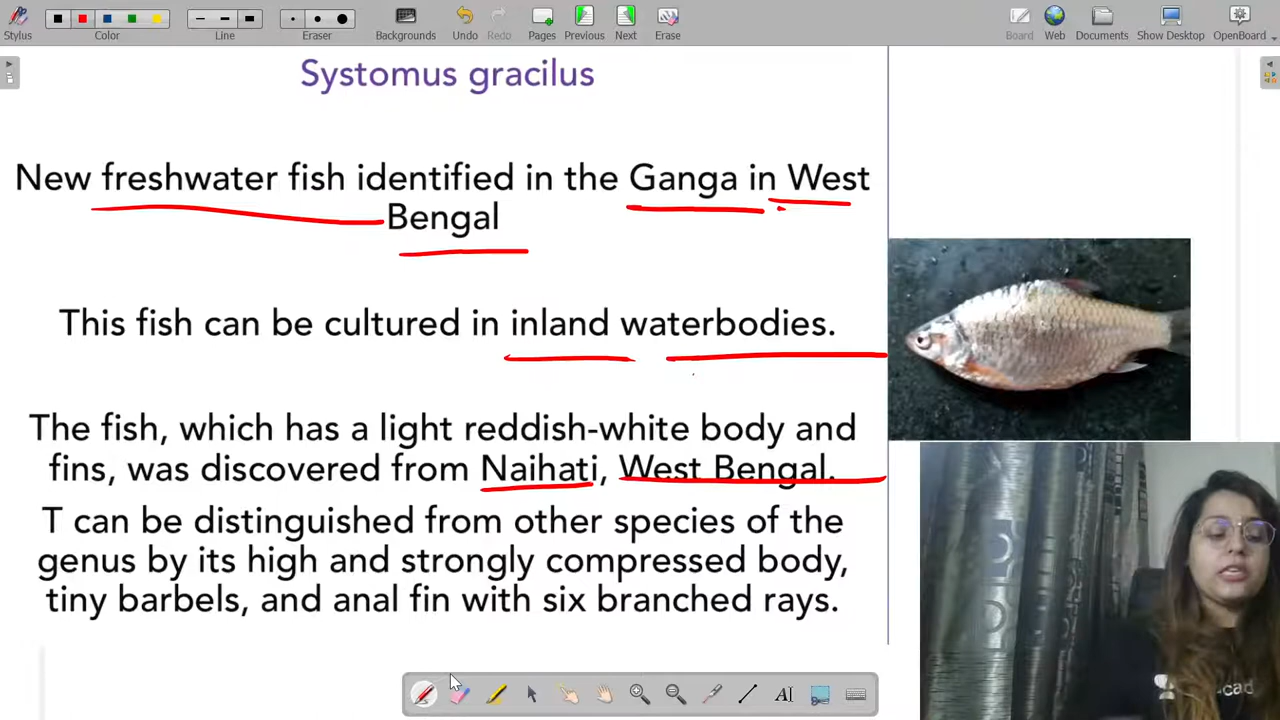 Stylus
Color
Line
Eraser
Backgrounds
Undo
Redo
Pages
Previous
Next
Erase
Board
Web
Documents
Show Desktop
OpenBoard
Systomus gracilus
New freshwater fish identified in the Ganga in West
Bengal
This fish can be cultured in inland waterbodies.
The fish, which has a light reddish-white body and
fins, was discovered from Naihati, West Bengal.
T can be distinguished from other species of the
genus by its high and strongly compressed body,
tiny barbels, and anal fin with six branched rays.
AI